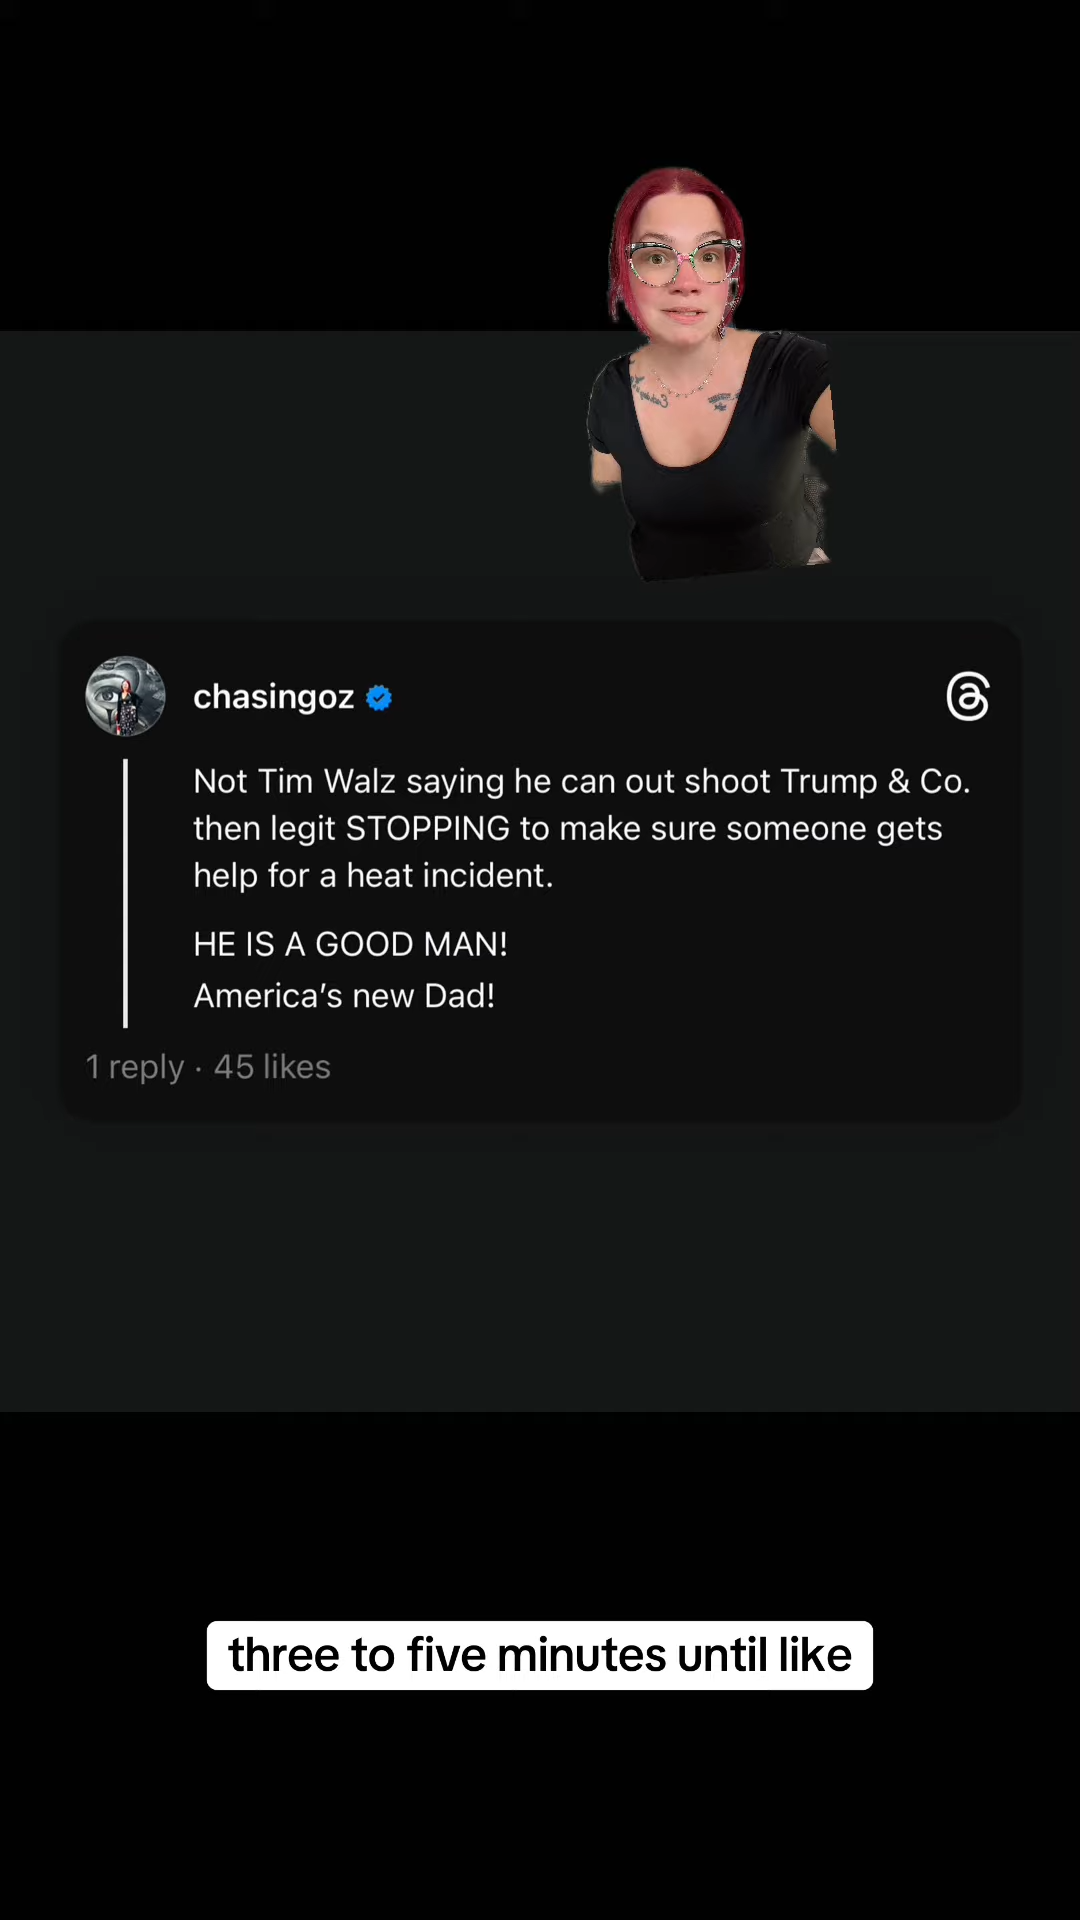 chasingoz
Not Tim Walz saying he can out shoot Trump & Co.
then legit STOPPING to make sure someone gets
help for a heat incident.
HE IS A GOOD MAN!
America's new Dad!
1 reply · 45 likes
three to five minutes until like